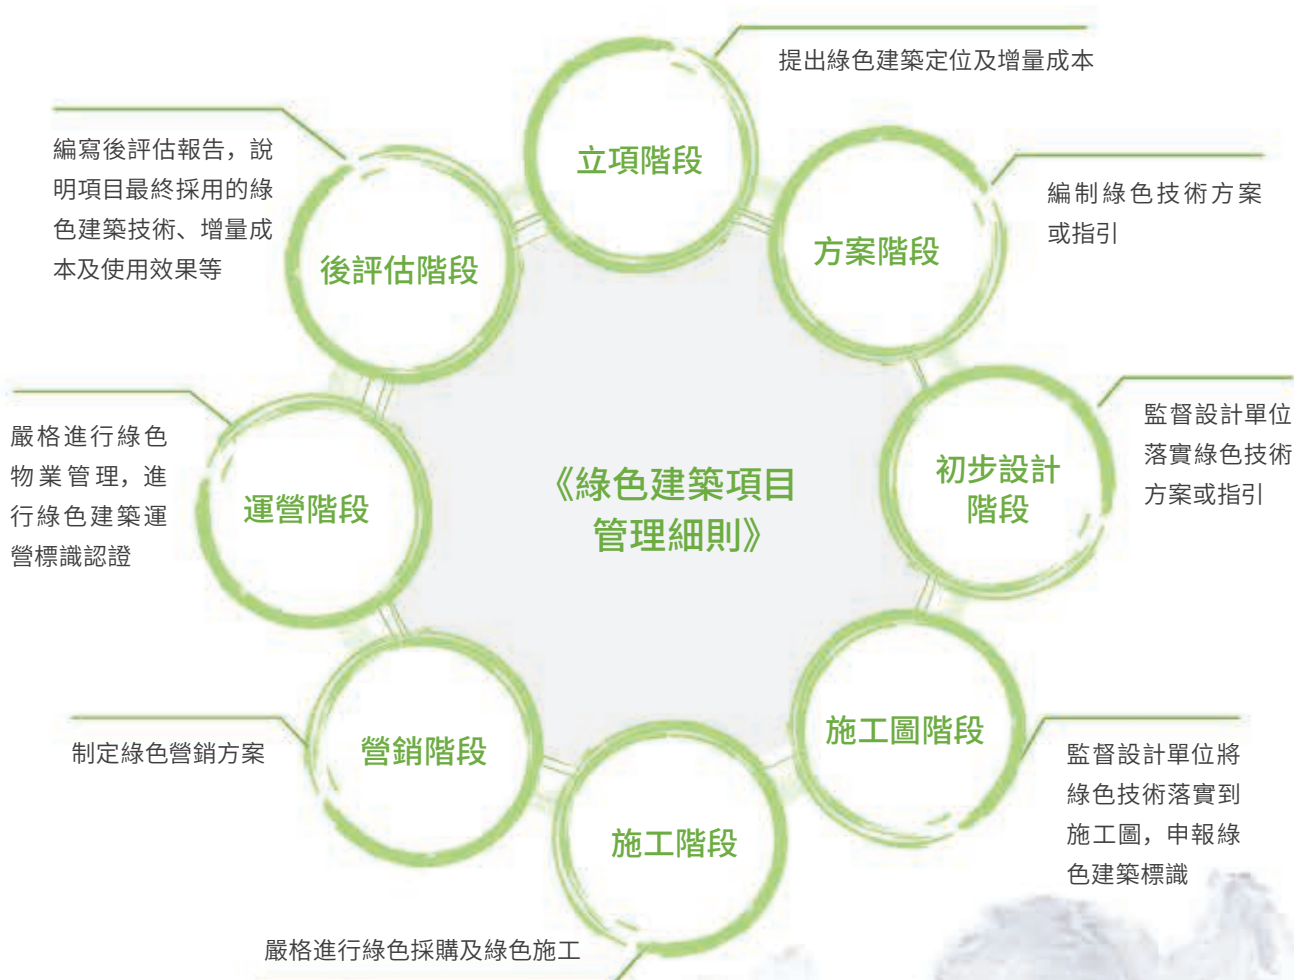 提出綠色建築定位及增量成本
立項階段
編制綠色技術方案
或指引
方案階段
監督設計單位
落實綠色技術
方案或指引
初步設計
階段
監督設計單位將
綠色技術落實到
施工圖，申報綠
色建築標識
施工圖階段
嚴格進行綠色採購及綠色施工
施工階段
制定綠色營銷方案
營銷階段
嚴格進行綠色
物業管理，進
行綠色建築運
營標識認證
運營階段
編寫後評估報告，說
明項目最終採用的綠
色建築技術、增量成
本及使用效果等
後評估階段
《綠色建築項目
管理細則》